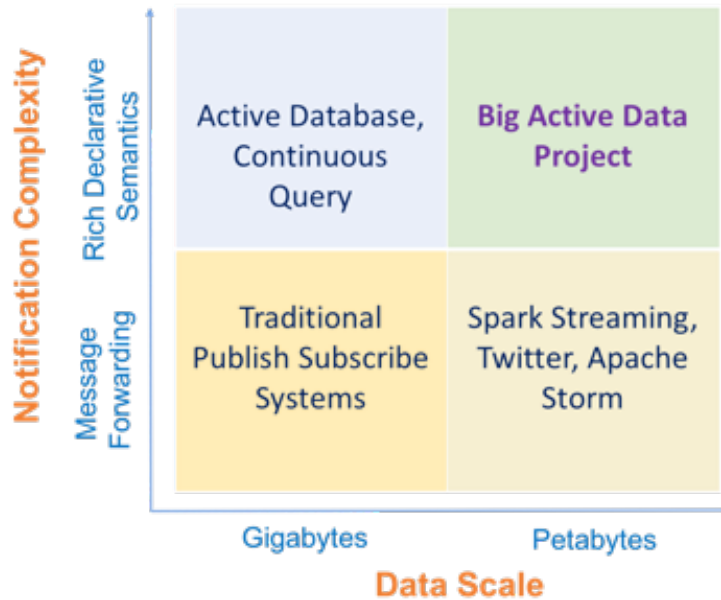 Notification Complexity
Rich Declarative
Semantics
Message
Forwarding
Active Database,
Continuous
Query
Big Active Data
Project
Traditional
Publish Subscribe
Systems
Spark Streaming,
Twitter, Apache
Storm
Gigabytes
Petabytes
Data Scale